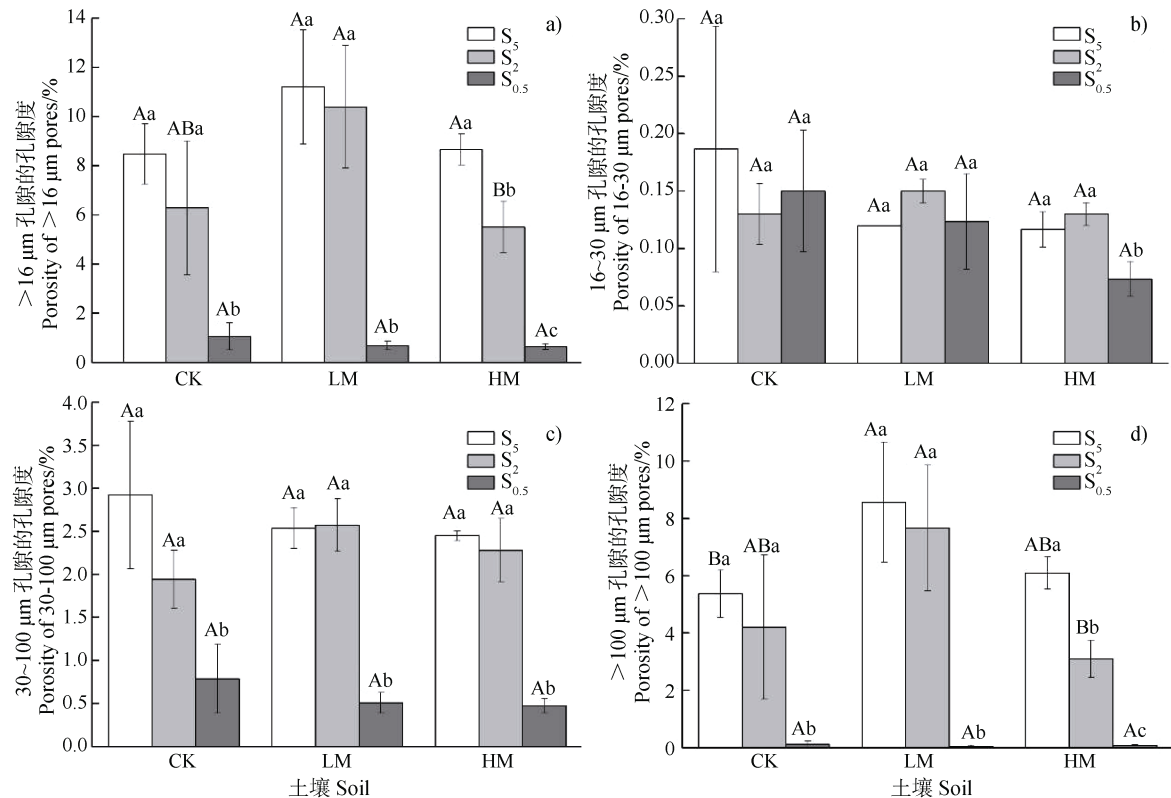 a)
>16 μm 孔隙的孔隙度
Porosity of > 16 μm pores/%
14
12
10
8
6
4
2
0
S5
S2
S0.5
Aa
ABa
Ab
Aa
Aa
Ab
Aa
Bb
Ac
CK
LM
HM
b)
16~30 μm 孔隙的孔隙度
Porosity of 16-30 μm pores/%
0.30
0.25
0.20
0.15
0.10
0.05
0.00
S5
S2
S0.5
Aa
Aa
Aa
Aa
Aa
Aa
Aa
Aa
Ab
CK
LM
HM
c)
30~100 μm 孔隙的孔隙度
Porosity of 30-100 μm pores/%
4.0
3.5
3.0
2.5
2.0
1.5
1.0
0.5
0.0
S5
S2
S0.5
Aa
Aa
Ab
Aa
Aa
Ab
Aa
Aa
Ab
CK
LM
HM
土壤 Soil
d)
>100 μm 孔隙的孔隙度
Porosity of > 100 μm pores/%
12
10
8
6
4
2
0
S5
S2
S0.5
Ba
ABa
Ab
Aa
Aa
Ab
ABa
Bb
Ac
CK
LM
HM
土壤 Soil